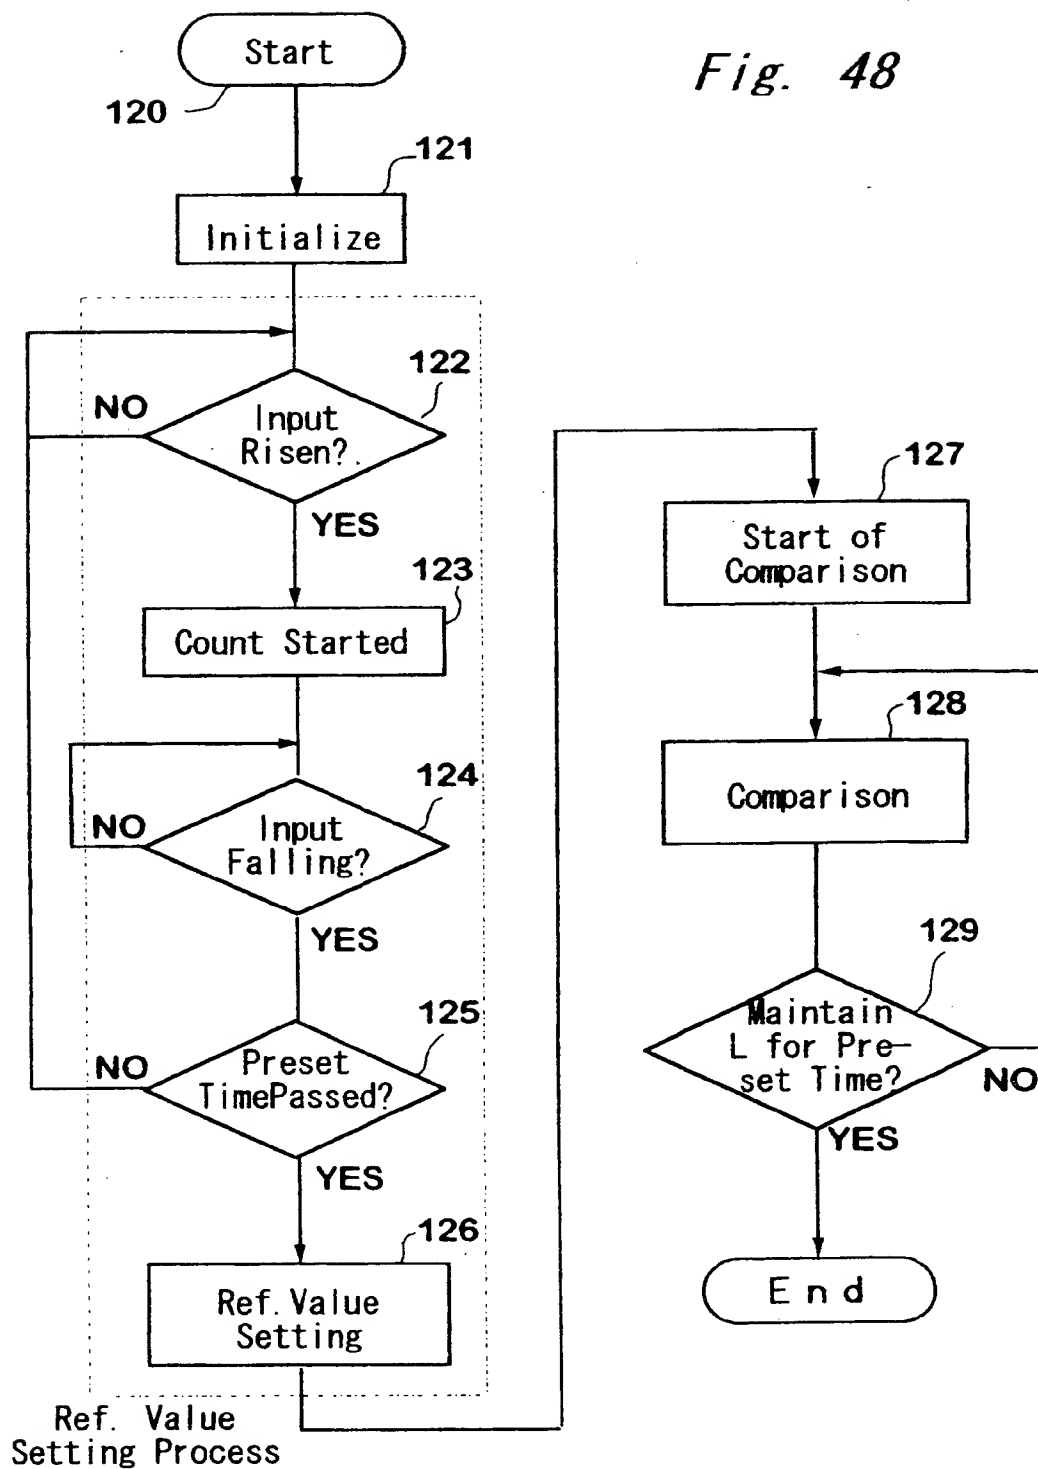 Fig. 48
Start
120
121
Initialize
122
NO
Input
Risen?
YES
123
Count Started
124
NO
Input
Falling?
YES
125
NO
Preset
TimePassed?
YES
126
Ref. Value
Setting
Ref. Value
Setting Process
127
Start of
Comparison
128
Comparison
129
Maintain
L for Pre-
set Time?
NO
YES
End